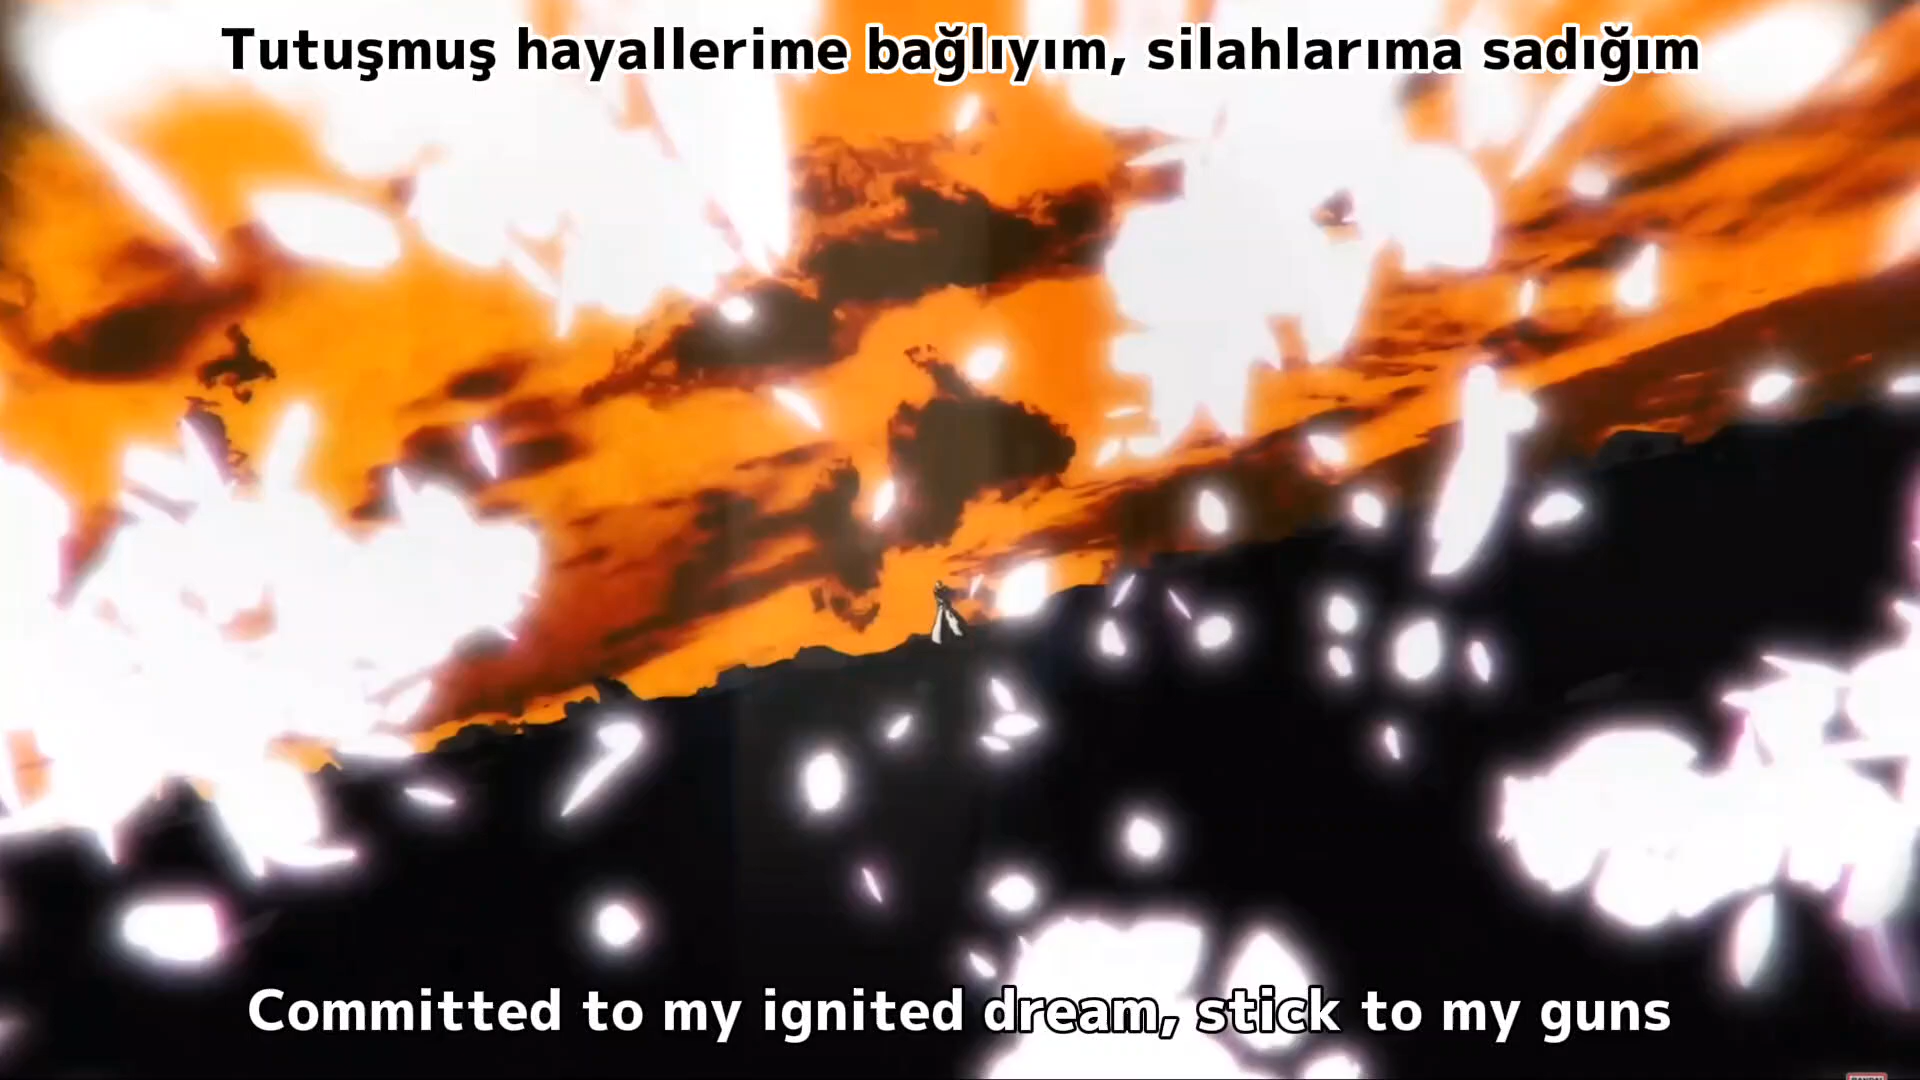 Tutuşmuş hayallerime bağlıyım, silahlarıma sadığım
Committed to my ignited dream, stick to my guns